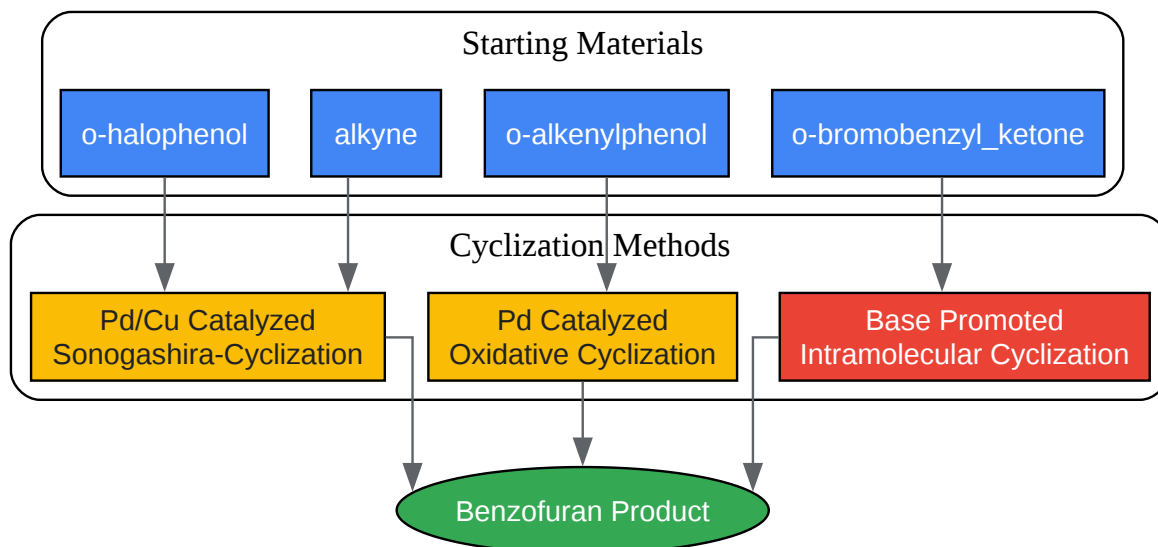 Starting Materials
o-halophenol
alkyne
o-alkenylphenol
o-bromobenzyl_ketone
Cyclization Methods
Pd/Cu Catalyzed
Sonogashira-Cyclization
Pd Catalyzed
Oxidative Cyclization
Base Promoted
Intramolecular Cyclization
Benzofuran Product